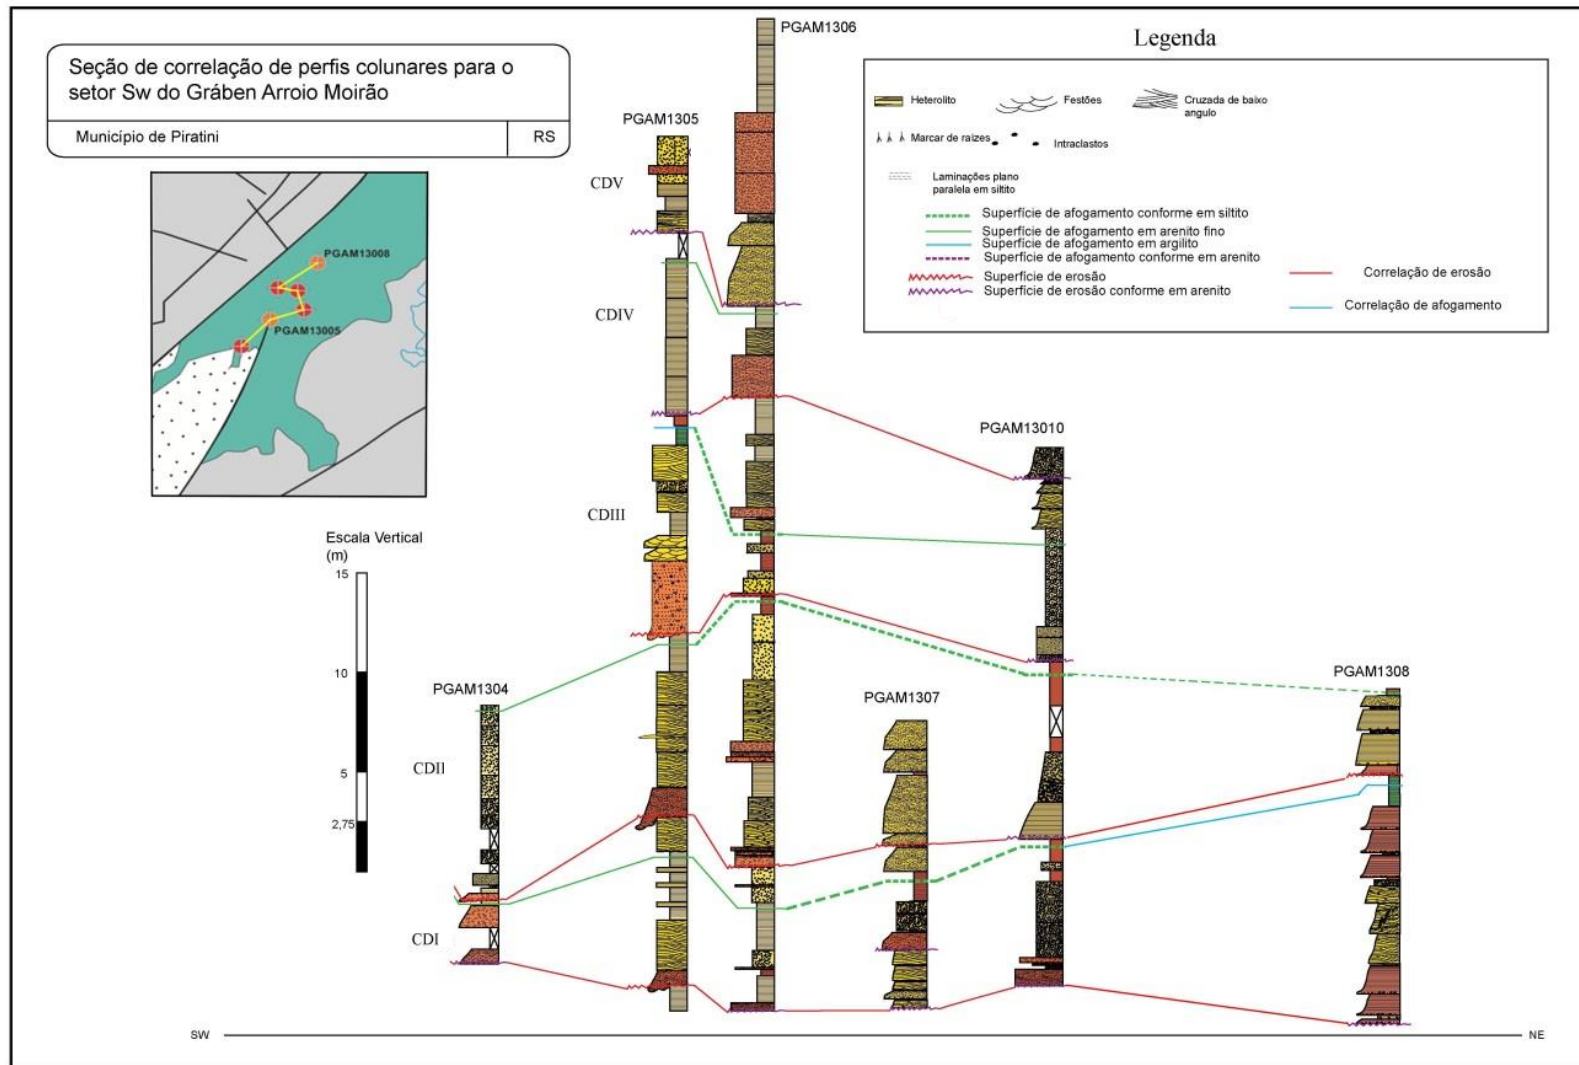 Seção de correlação de perfis colunares para o
setor Sw do Gráben Arroio Moirão
Município de Piratini
RS
PGAM13008
PGAM13005
Escala Vertical
(m)
15
10
5
2,75
PGAM1304
CDII
CDI
PGAM1305
CDV
CDIV
CDIII
PGAM1306
PGAM1307
PGAM13010
PGAM1308
Legenda
Heterolito
Festões
Cruzada de baixo
angulo
Marcar de raizes
Intraclastos
Laminações plano
paralela em siltito
Superfície de afogamento conforme em siltito
Superfície de afogamento em arenito fino
Superfície de afogamento em argilito
Superfície de afogamento conforme em arenito
Superfície de erosão
Superfície de erosão conforme em arenito
Correlação de erosão
Correlação de afogamento
SW
NE